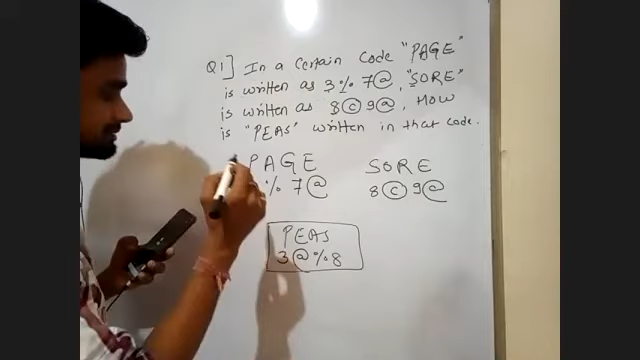 Q1] In a Certain Code "PAGE"
is written as 3% 7@, "SORE"
is written as 8©9@, How
is "PEAS" written in that code.
PAGE SORE
% 7@ 8©9@
PEAS
3@%8